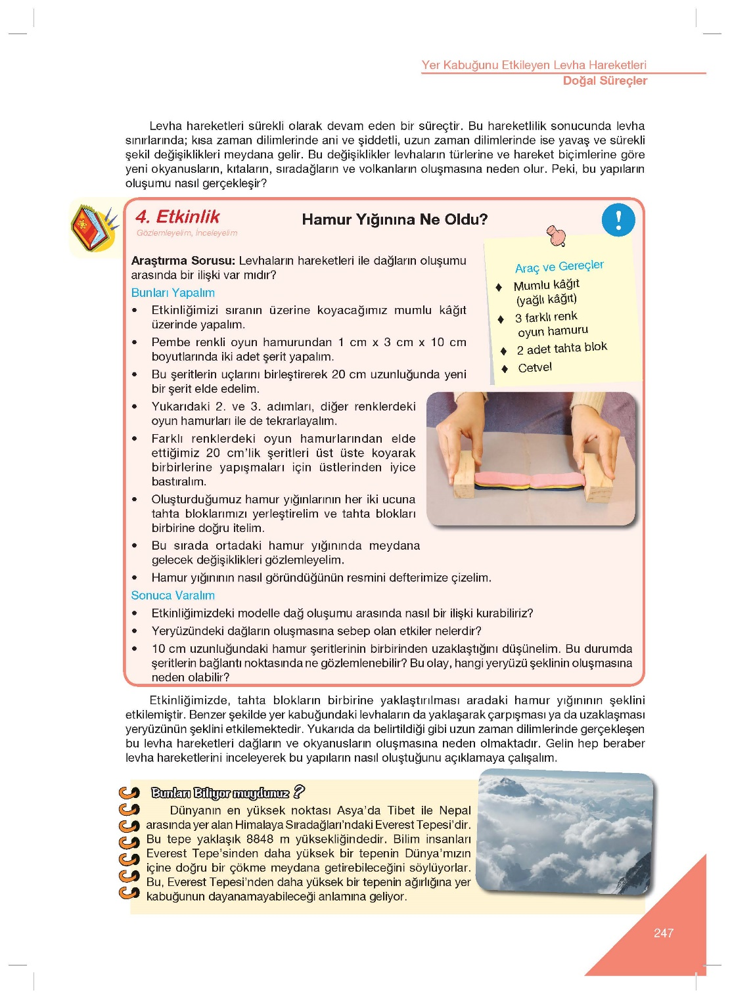 Yer Kabuğunu Etkileyen Levha Hareketleri
Doğal Süreçler
Levha hareketleri sürekli olarak devam eden bir süreçtir. Bu hareketlilik sonucunda levha
sınırlarında; kısa zaman dilimlerinde ani ve şiddetli, uzun zaman dilimlerinde ise yavaş ve sürekli
şekil değişiklikleri meydana gelir. Bu değişiklikler levhaların türlerine ve hareket biçimlerine göre
yeni okyanusların, kıtaların, sıradağların ve volkanların oluşmasına neden olur. Peki, bu yapıların
oluşumu nasıl gerçekleşir?
4. Etkinlik
Hamur Yığınına Ne Oldu?
!
Gözlemleyelim, İnceleyelim
Araştırma Sorusu: Levhaların hareketleri ile dağların oluşumu
arasında bir ilişki var mıdır?
Bunları Yapalım
• Etkinliğimizi sıranın üzerine koyacağımız mumlu kâğıt
üzerinde yapalım.
• Pembe renkli oyun hamurundan 1 cm x 3 cm x 10 cm
boyutlarında iki adet şerit yapalım.
• Bu şeritlerin uçlarını birleştirerek 20 cm uzunluğunda yeni
bir şerit elde edelim.
• Yukarıdaki 2. ve 3. adımları, diğer renklerdeki
oyun hamurları ile de tekrarlayalım.
• Farklı renklerdeki oyun hamurlarından elde
ettiğimiz 20 cm'lik şeritleri üst üste koyarak
birbirlerine yapışmaları için üstlerinden iyice
bastıralım.
• Oluşturduğumuz hamur yığınlarının her iki ucuna
tahta bloklarımızı yerleştirelim ve tahta blokları
birbirine doğru itelim.
• Bu sırada ortadaki hamur yığınında meydana
gelecek değişiklikleri gözlemleyelim.
• Hamur yığınının nasıl göründüğünün resmini defterimize çizelim.
Araç ve Gereçler
♦ Mumlu kâğıt
(yağlı kâğıt)
♦ 3 farklı renk
oyun hamuru
♦ 2 adet tahta blok
♦ Cetvel
Sonuca Varalım
• Etkinliğimizdeki modelle dağ oluşumu arasında nasıl bir ilişki kurabiliriz?
• Yeryüzündeki dağların oluşmasına sebep olan etkiler nelerdir?
• 10 cm uzunluğundaki hamur şeritlerinin birbirinden uzaklaştığını düşünelim. Bu durumda
şeritlerin bağlantı noktasında ne gözlemlenebilir? Bu olay, hangi yeryüzü şeklinin oluşmasına
neden olabilir?
Etkinliğimizde, tahta blokların birbirine yaklaştırılması aradaki hamur yığınının şeklini
etkilemiştir. Benzer şekilde yer kabuğundaki levhaların da yaklaşarak çarpışması ya da uzaklaşması
yeryüzünün şeklini etkilemektedir. Yukarıda da belirtildiği gibi uzun zaman dilimlerinde gerçekleşen
bu levha hareketleri dağların ve okyanusların oluşmasına neden olmaktadır. Gelin hep beraber
levha hareketlerini inceleyerek bu yapıların nasıl oluştuğunu açıklamaya çalışalım.
Bunları Biliyor muydunuz ?
Dünyanın en yüksek noktası Asya'da Tibet ile Nepal
arasında yer alan Himalaya Sıradağları'ndaki Everest Tepesi'dir.
Bu tepe yaklaşık 8848 m yüksekliğindedir. Bilim insanları
Everest Tepe'sinden daha yüksek bir tepenin Dünya'mızın
içine doğru bir çökme meydana getirebileceğini söylüyorlar.
Bu, Everest Tepesi'nden daha yüksek bir tepenin ağırlığına yer
kabuğunun dayanamayabileceği anlamına geliyor.
247